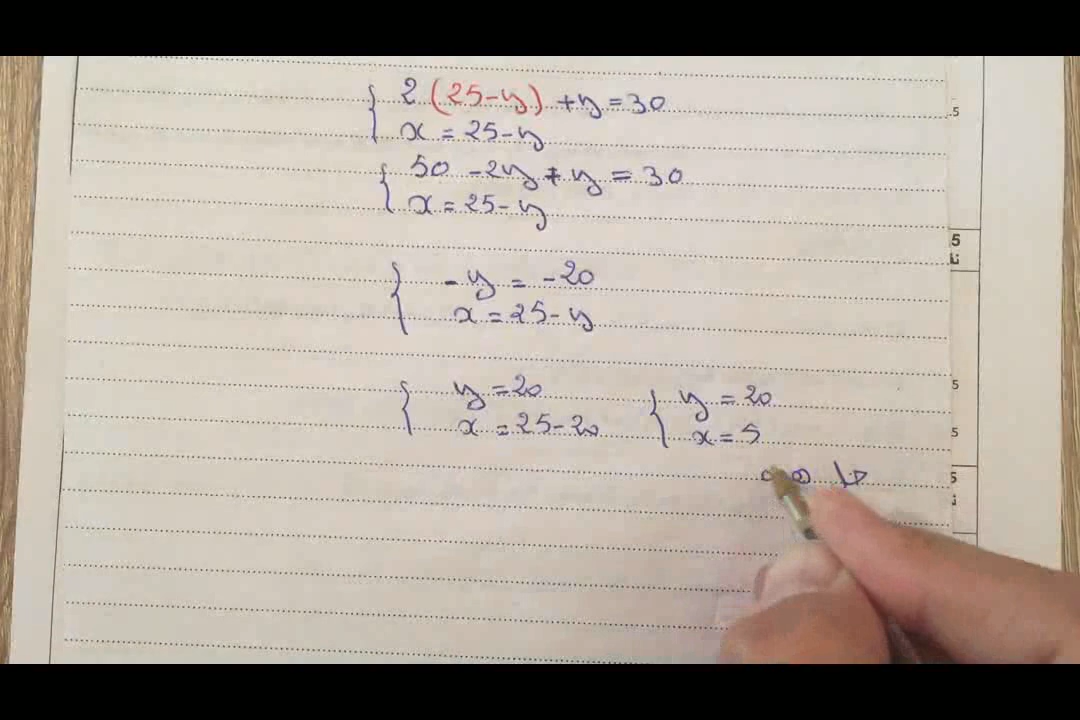 2 (25-y) + y = 30
x = 25-y
50 -2y + y = 30
x = 25-y
-y = -20
x = 25-y
y = 20
x = 25-20
y = 20
x = 5